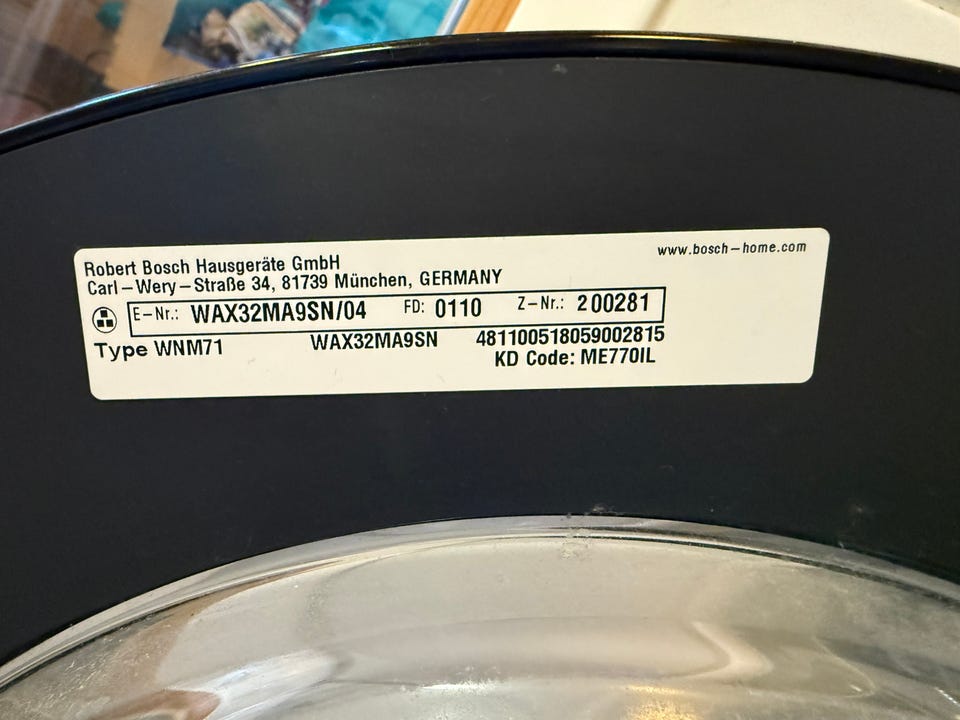 Robert Bosch Hausgeräte GmbH
www.bosch-home.com
Carl-Wery-Straße 34, 81739 München, GERMANY
E-Nr.: WAX32MA9SN/04 FD: 0110 Z-Nr.: 200281
Type WNM71 WAX32MA9SN 481100518059002815
KD Code: ME770IL